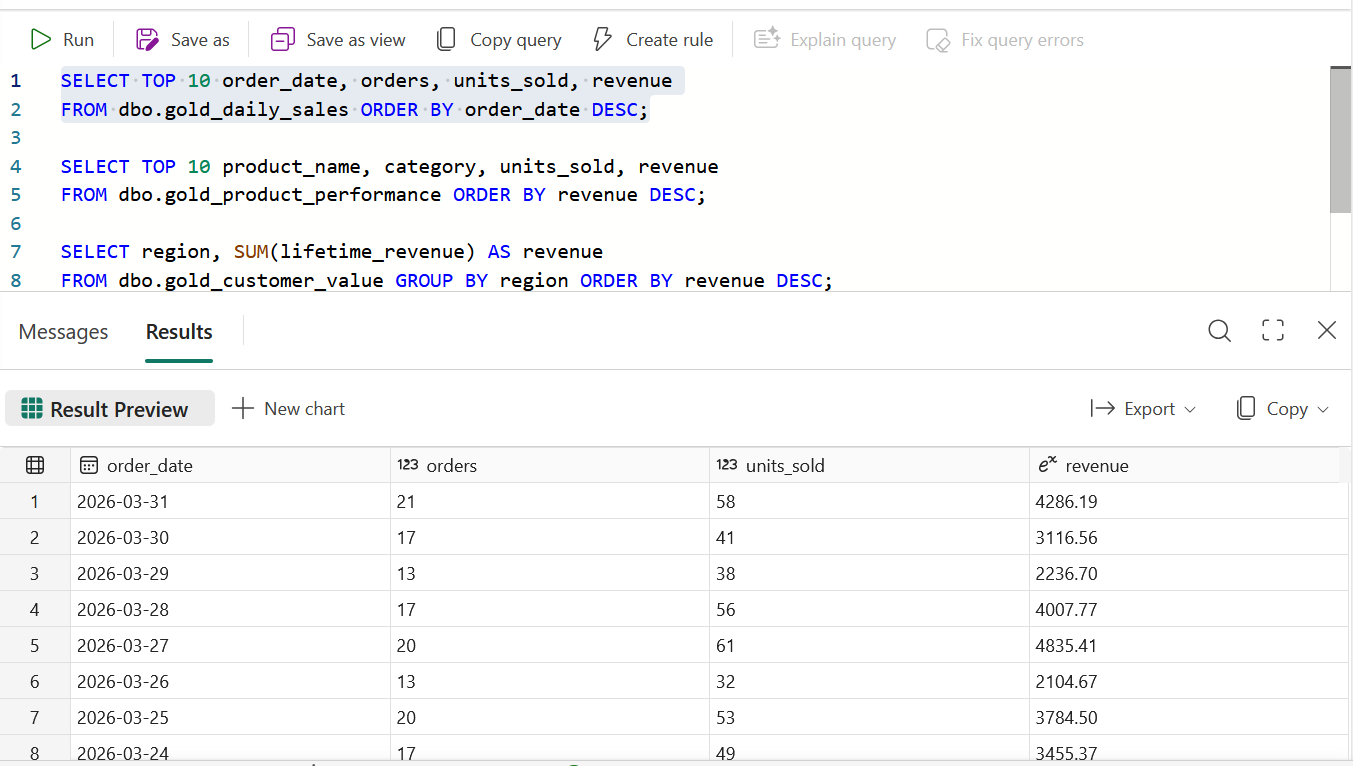 Run Save as Save as view Copy query Create rule Explain query Fix query errors
1 SELECT TOP 10 order_date, orders, units_sold, revenue
2 FROM dbo.gold_daily_sales ORDER BY order_date DESC;
3
4 SELECT TOP 10 product_name, category, units_sold, revenue
5 FROM dbo.gold_product_performance ORDER BY revenue DESC;
6
7 SELECT region, SUM(lifetime_revenue) AS revenue
8 FROM dbo.gold_customer_value GROUP BY region ORDER BY revenue DESC;
Messages Results
Result Preview New chart Export Copy
order_date 123 orders 123 units_sold eˣ revenue
1 2026-03-31 21 58 4286.19
2 2026-03-30 17 41 3116.56
3 2026-03-29 13 38 2236.70
4 2026-03-28 17 56 4007.77
5 2026-03-27 20 61 4835.41
6 2026-03-26 13 32 2104.67
7 2026-03-25 20 53 3784.50
8 2026-03-24 17 49 3455.37